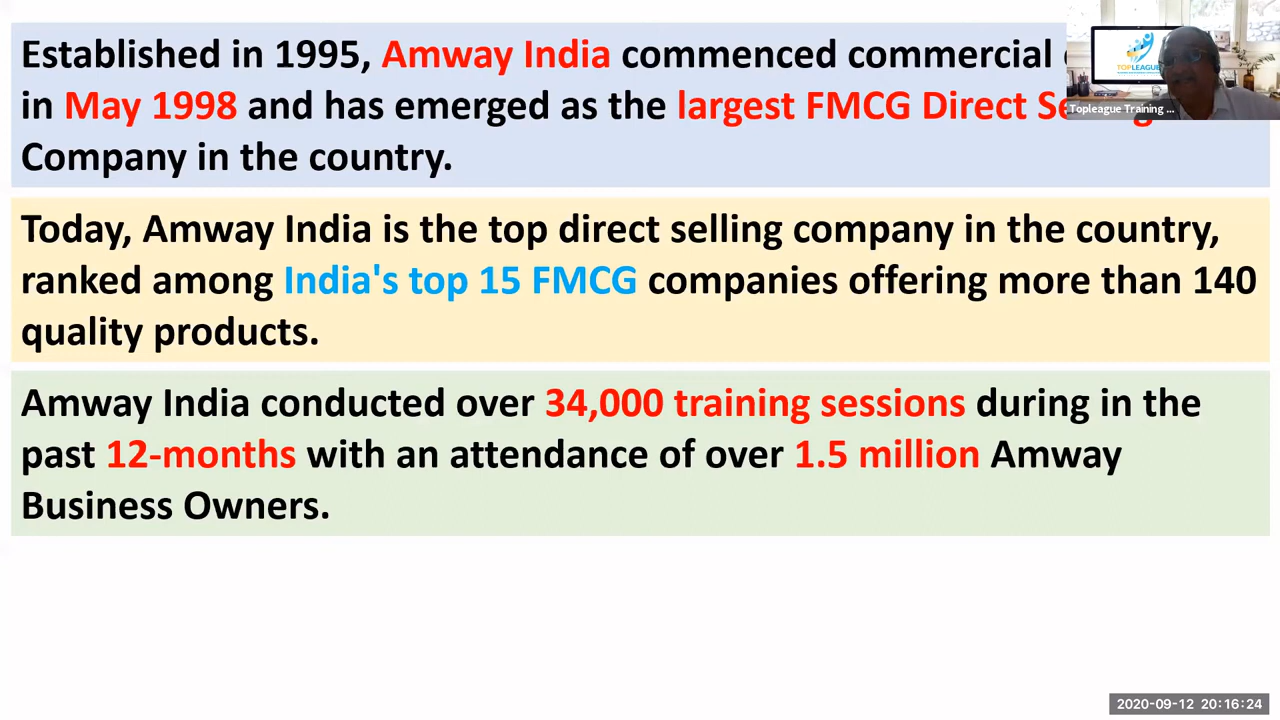 Established in 1995, Amway India commenced commercial
in May 1998 and has emerged as the largest FMCG Direct
Company in the country.
Today, Amway India is the top direct selling company in the country,
ranked among India's top 15 FMCG companies offering more than 140
quality products.
Amway India conducted over 34,000 training sessions during in the
past 12-months with an attendance of over 1.5 million Amway
Business Owners.
TOPLEAGUE
Topleague Training ...
2020-09-12 20:16:24